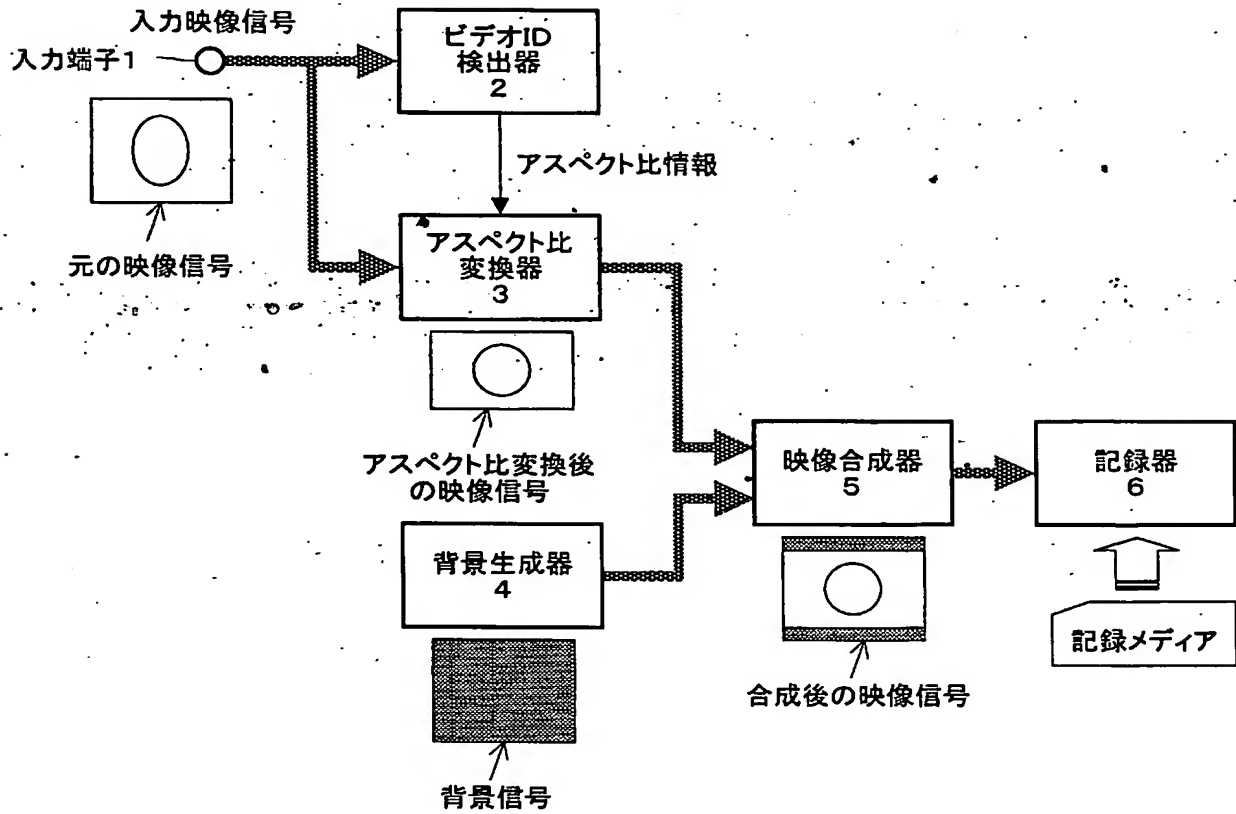 入力映像信号
入力端子1
ビデオID
検出器
2
アスペクト比情報
元の映像信号
アスペクト比
変換器
3
アスペクト比変換後
の映像信号
映像合成器
5
記録器
6
背景生成器
4
記録メディア
合成後の映像信号
背景信号